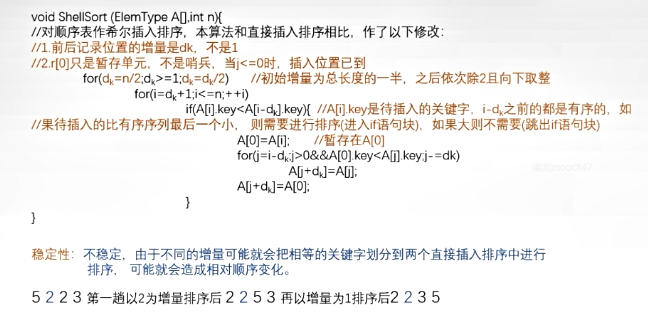 void ShellSort (ElemType A[],int n){
//对顺序表作希尔插入排序，本算法和直接插入排序相比，作了以下修改：
//1.前后记录位置的增量是dk，不是1
//2.r[0]只是暂存单元，不是哨兵，当j<=0时，插入位置已到
for(dk=n/2;dk>=1;dk=dk/2) //初始增量为总长度的一半，之后依次除2且向下取整
for(i=dk+1;i<=n;++i)
if(A[i].key<A[i-dk].key){ //A[i].key是待插入的关键字，i-dk之前的都是有序的，如
//果待插入的比有序序列最后一个小，则需要进行排序(进入if语句块)，如果大则不需要(跳出if语句块)
A[0]=A[i]; //暂存在A[0]
for(j=i-dk;j>0&&A[0].key<A[j].key;j-=dk)
A[j+dk]=A[j];
A[j+dk]=A[0];
}
}
稳定性：不稳定，由于不同的增量可能就会把相等的关键字划分到两个直接插入排序中进行
排序，可能就会造成相对顺序变化。
5 2 2 3 第一趟以2为增量排序后 2 2 5 3 再以增量为1排序后2 2 3 5